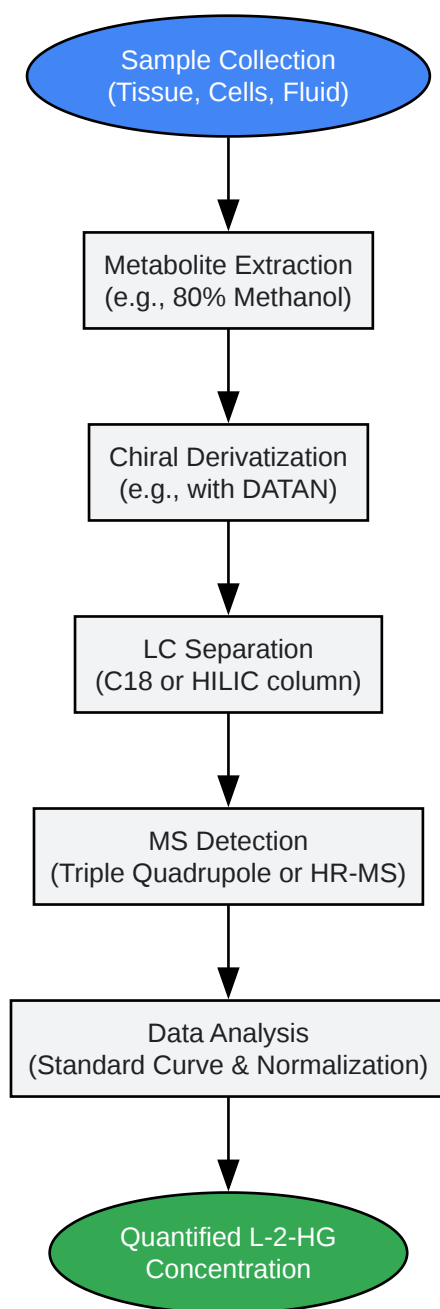 Sample Collection
(Tissue, Cells, Fluid)
Metabolite Extraction
(e.g., 80% Methanol)
Chiral Derivatization
(e.g., with DATAN)
LC Separation
(C18 or HILIC column)
MS Detection
(Triple Quadrupole or HR-MS)
Data Analysis
(Standard Curve & Normalization)
Quantified L-2-HG
Concentration